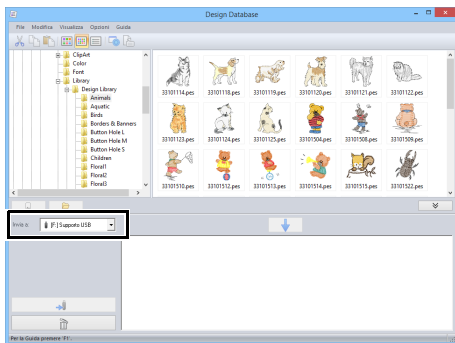 Design Database
File Modifica Visualizza Opzioni Guida
ClipArt
Color
Font
Library
Design Library
Animals
Aquatic
Birds
Borders & Banners
Button Hole L
Button Hole M
Button Hole S
Children
Floral1
Floral2
Floral3
33101114.pes 33101118.pes 33101119.pes 33101120.pes 33101121.pes 33101122.pes
33101123.pes 33101124.pes 33101125.pes 33101504.pes 33101508.pes 33101509.pes
33101510.pes 33101512.pes 33101513.pes 33101514.pes 33101515.pes 33101522.pes
Invia a: [F:] Supporto USB
Per la Guida premere 'F1'.